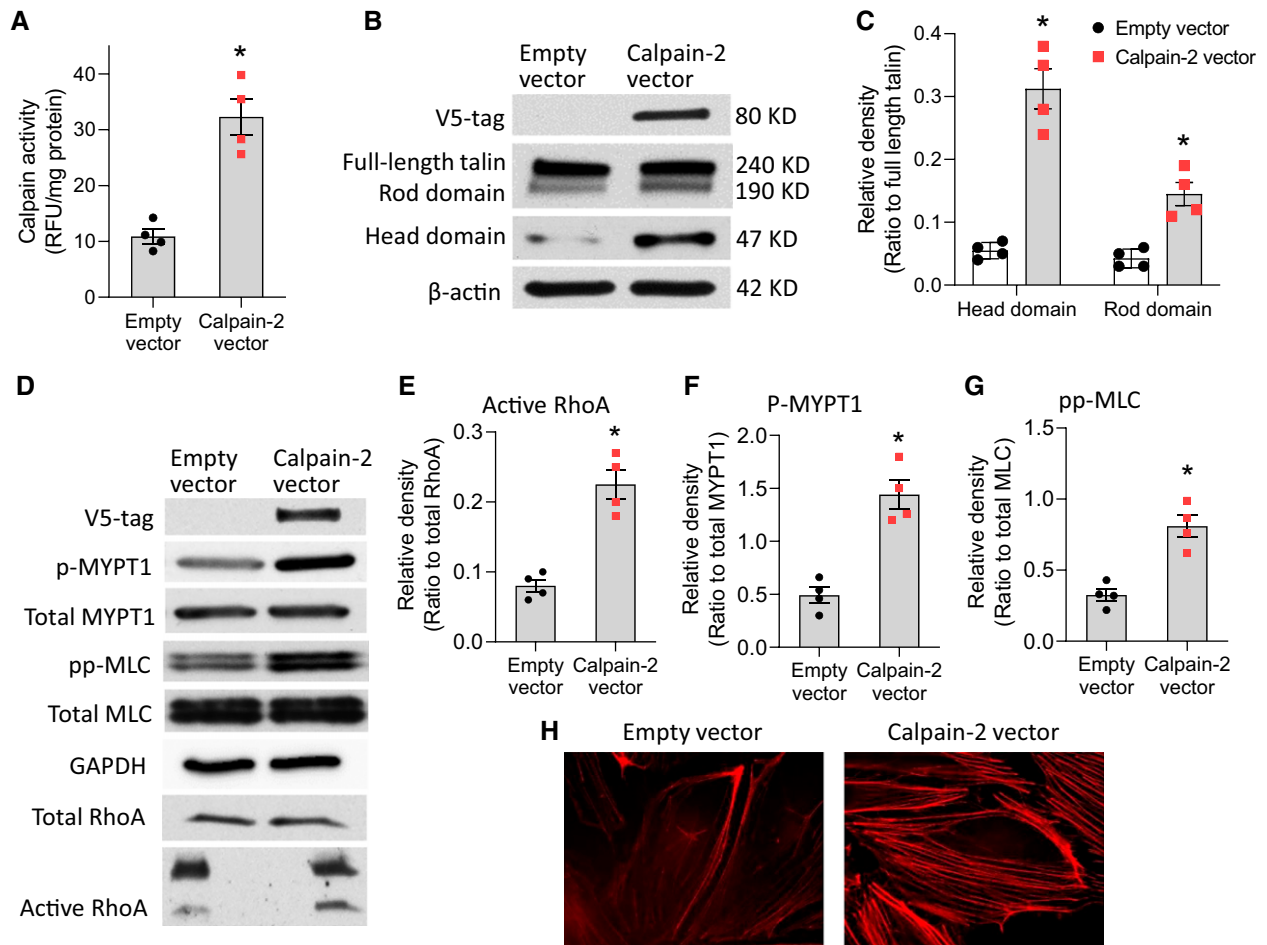 A
Calpain activity
(RFU/mg protein)
40
30
20
10
0
*
Empty
vector
Calpain-2
vector
B
Empty
vector
Calpain-2
vector
V5-tag
80 KD
Full-length talin
240 KD
Rod domain
190 KD
Head domain
47 KD
β-actin
42 KD
C
Relative density
(Ratio to full length talin)
0.4
0.3
0.2
0.1
0.0
*
*
Head domain
Rod domain
Empty vector
Calpain-2 vector
D
Empty
vector
Calpain-2
vector
V5-tag
p-MYPT1
Total MYPT1
pp-MLC
Total MLC
GAPDH
Total RhoA
Active RhoA
E
Active RhoA
Relative density
(Ratio to total RhoA)
0.3
0.2
0.1
0.0
*
Empty
vector
Calpain-2
vector
F
P-MYPT1
Relative density
(Ratio to total MYPT1)
2.0
1.5
1.0
0.5
0.0
*
Empty
vector
Calpain-2
vector
G
pp-MLC
Relative density
(Ratio to total MLC)
1.5
1.0
0.5
0.0
*
Empty
vector
Calpain-2
vector
H
Empty vector
Calpain-2 vector